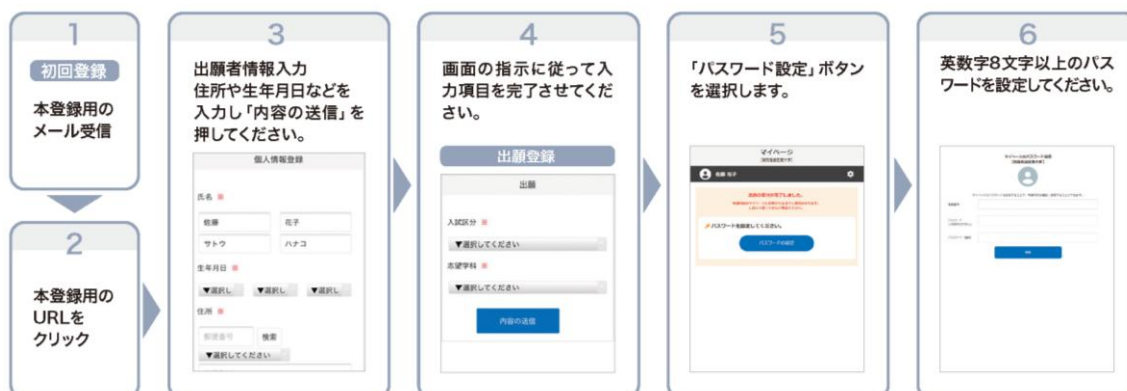 1
初回登録
本登録用の
メール受信
2
本登録用の
URLを
クリック
3
出願者情報入力
住所や生年月日などを
入力し「内容の送信」を
押してください。
個人情報登録
氏名 ※
佐藤 花子
サトウ ハナコ
生年月日 ※
▼選択し ▼選択し ▼選択し
住所 ※
郵便番号 検索
▼選択してください
4
画面の指示に従って入
力項目を完了させてくだ
さい。
出願登録
出願
入試区分 ※
▼選択してください
志望学科 ※
▼選択してください
内容の送信
5
「パスワード設定」ボタン
を選択します。
マイページ
佐藤 花子
パスワードを設定してください。
パスワードの設定
6
英数字8文字以上のパス
ワードを設定してください。